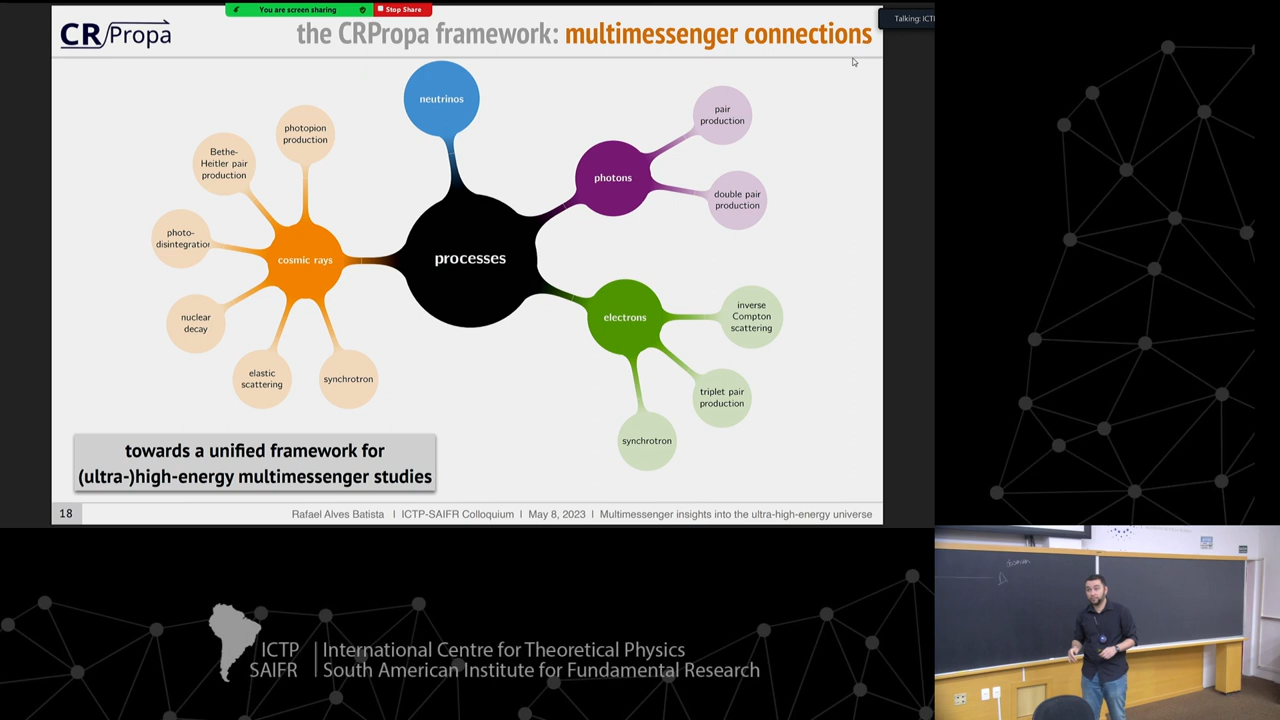 You are screen sharing
Stop Share
Talking: ICTI
CR/Propa
the CRPropa framework: multimessenger connections
neutrinos
photopion
production
Bethe-
Heitler pair
production
photo-
disintegration
nuclear
decay
elastic
scattering
synchrotron
cosmic rays
processes
photons
pair
production
double pair
production
electrons
inverse
Compton
scattering
triplet pair
production
synchrotron
towards a unified framework for
(ultra-)high-energy multimessenger studies
18
Rafael Alves Batista I ICTP-SAIFR Colloquium I May 8, 2023 I Multimessenger insights into the ultra-high-energy universe
ICTP
SAIFR
International Centre for Theoretical Physics
South American Institute for Fundamental Research